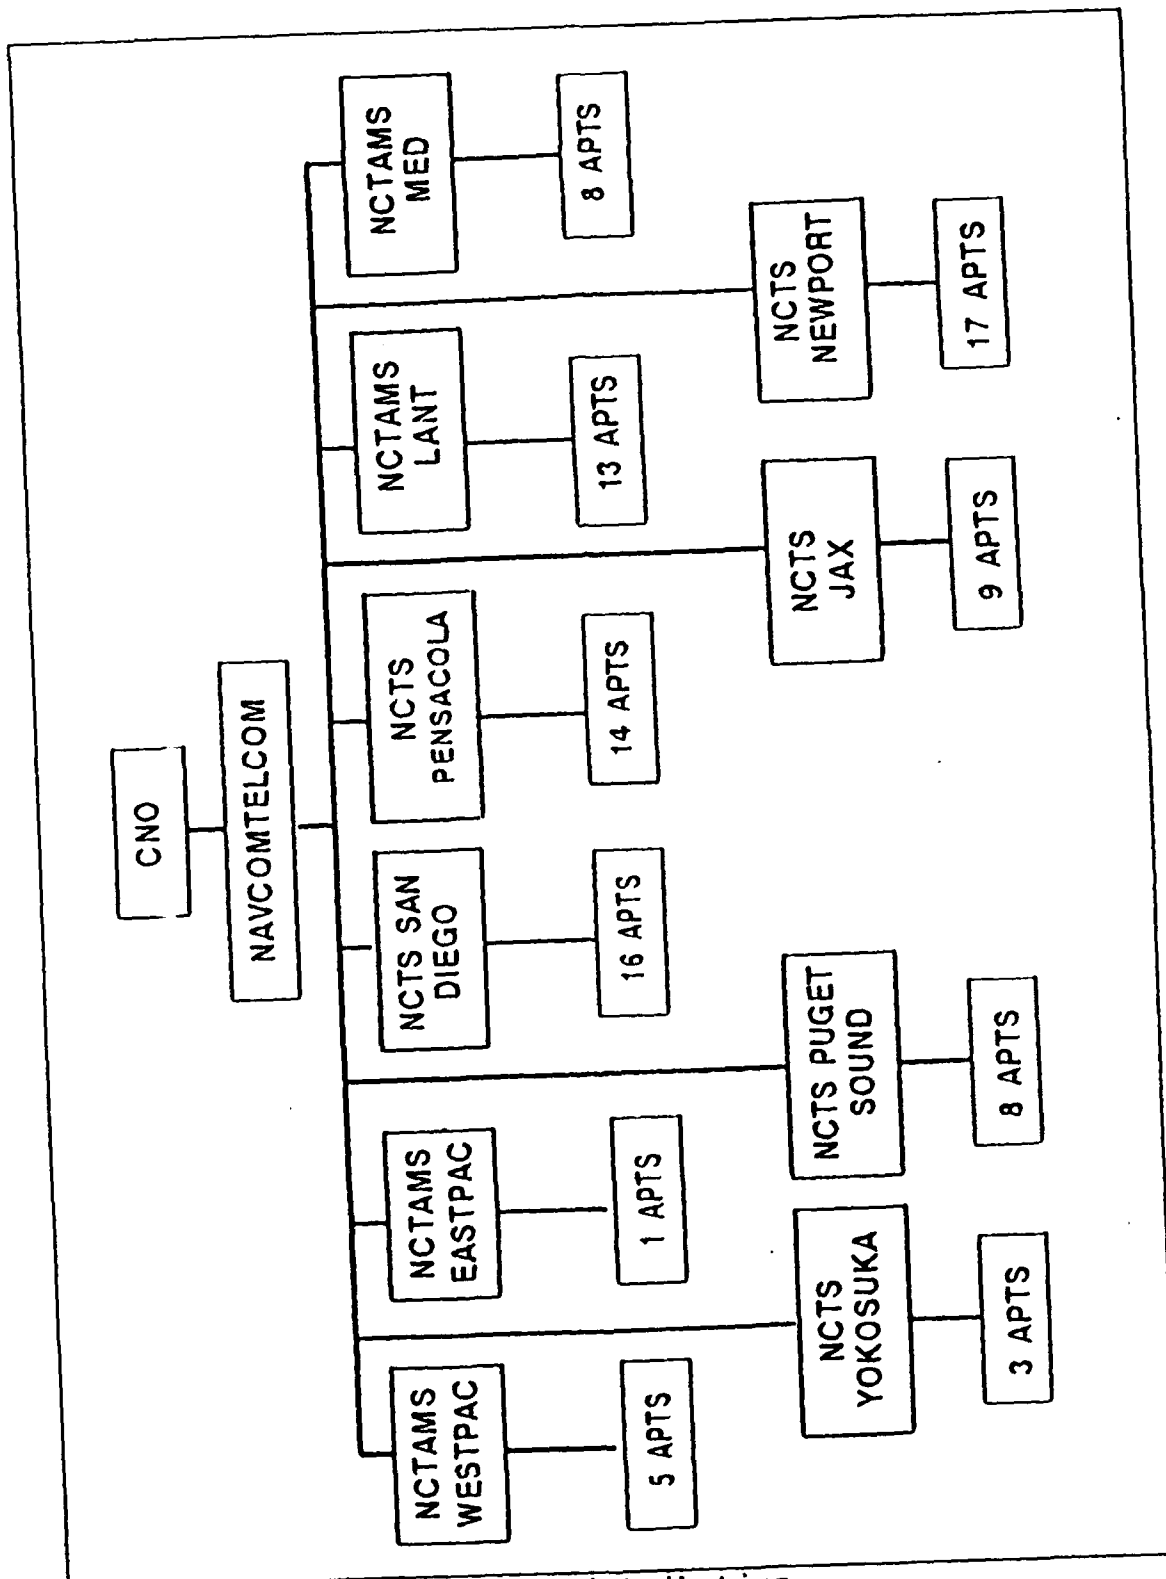 CNO
NAVCOMTELCOM
NCTAMS
WESTPAC
NCTAMS
EASTPAC
NCTS SAN
DIEGO
NCTS
PENSACOLA
NCTAMS
LANT
NCTAMS
MED
5 APTS
1 APTS
16 APTS
14 APTS
13 APTS
8 APTS
NCTS
YOKOSUKA
NCTS PUGET
SOUND
NCTS
JAX
NCTS
NEWPORT
3 APTS
8 APTS
9 APTS
17 APTS